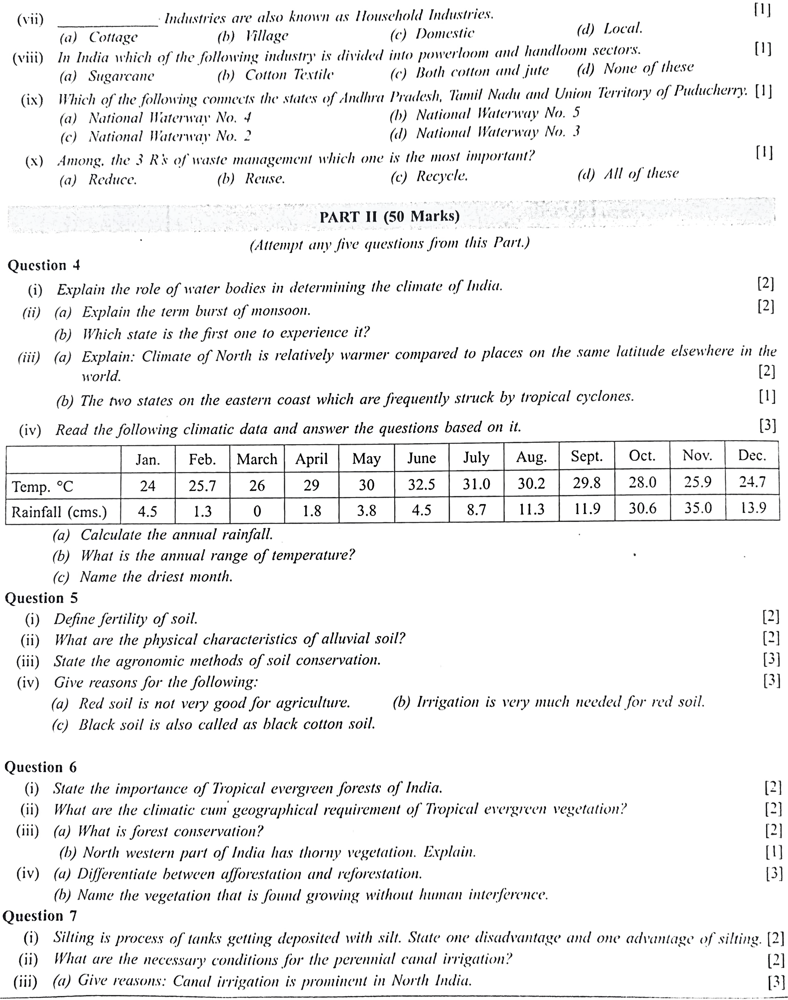 (vii) ____________ Industries are also known as Household Industries. [1]
(a) Cottage (b) Village (c) Domestic (d) Local.
(viii) In India which of the following industry is divided into powerloom and handloom sectors. [1]
(a) Sugarcane (b) Cotton Textile (c) Both cotton and jute (d) None of these
(ix) Which of the following connects the states of Andhra Pradesh, Tamil Nadu and Union Territory of Puducherry. [1]
(a) National Waterway No. 4 (b) National Waterway No. 5
(c) National Waterway No. 2 (d) National Waterway No. 3
(x) Among, the 3 R's of waste management which one is the most important? [1]
(a) Reduce. (b) Reuse. (c) Recycle. (d) All of these
PART II (50 Marks)
(Attempt any five questions from this Part.)
Question 4
(i) Explain the role of water bodies in determining the climate of India. [2]
(ii) (a) Explain the term burst of monsoon. [2]
(b) Which state is the first one to experience it?
(iii) (a) Explain: Climate of North is relatively warmer compared to places on the same latitude elsewhere in the
world. [2]
(b) The two states on the eastern coast which are frequently struck by tropical cyclones. [1]
(iv) Read the following climatic data and answer the questions based on it. [3]
Jan. Feb. March April May June July Aug. Sept. Oct. Nov. Dec.
Temp. °C 24 25.7 26 29 30 32.5 31.0 30.2 29.8 28.0 25.9 24.7
Rainfall (cms.) 4.5 1.3 0 1.8 3.8 4.5 8.7 11.3 11.9 30.6 35.0 13.9
(a) Calculate the annual rainfall.
(b) What is the annual range of temperature?
(c) Name the driest month.
Question 5
(i) Define fertility of soil. [2]
(ii) What are the physical characteristics of alluvial soil? [2]
(iii) State the agronomic methods of soil conservation. [3]
(iv) Give reasons for the following: [3]
(a) Red soil is not very good for agriculture. (b) Irrigation is very much needed for red soil.
(c) Black soil is also called as black cotton soil.
Question 6
(i) State the importance of Tropical evergreen forests of India. [2]
(ii) What are the climatic cum geographical requirement of Tropical evergreen vegetation? [2]
(iii) (a) What is forest conservation? [2]
(b) North western part of India has thorny vegetation. Explain. [1]
(iv) (a) Differentiate between afforestation and reforestation. [3]
(b) Name the vegetation that is found growing without human interference.
Question 7
(i) Silting is process of tanks getting deposited with silt. State one disadvantage and one advantage of silting. [2]
(ii) What are the necessary conditions for the perennial canal irrigation? [2]
(iii) (a) Give reasons: Canal irrigation is prominent in North India. [3]